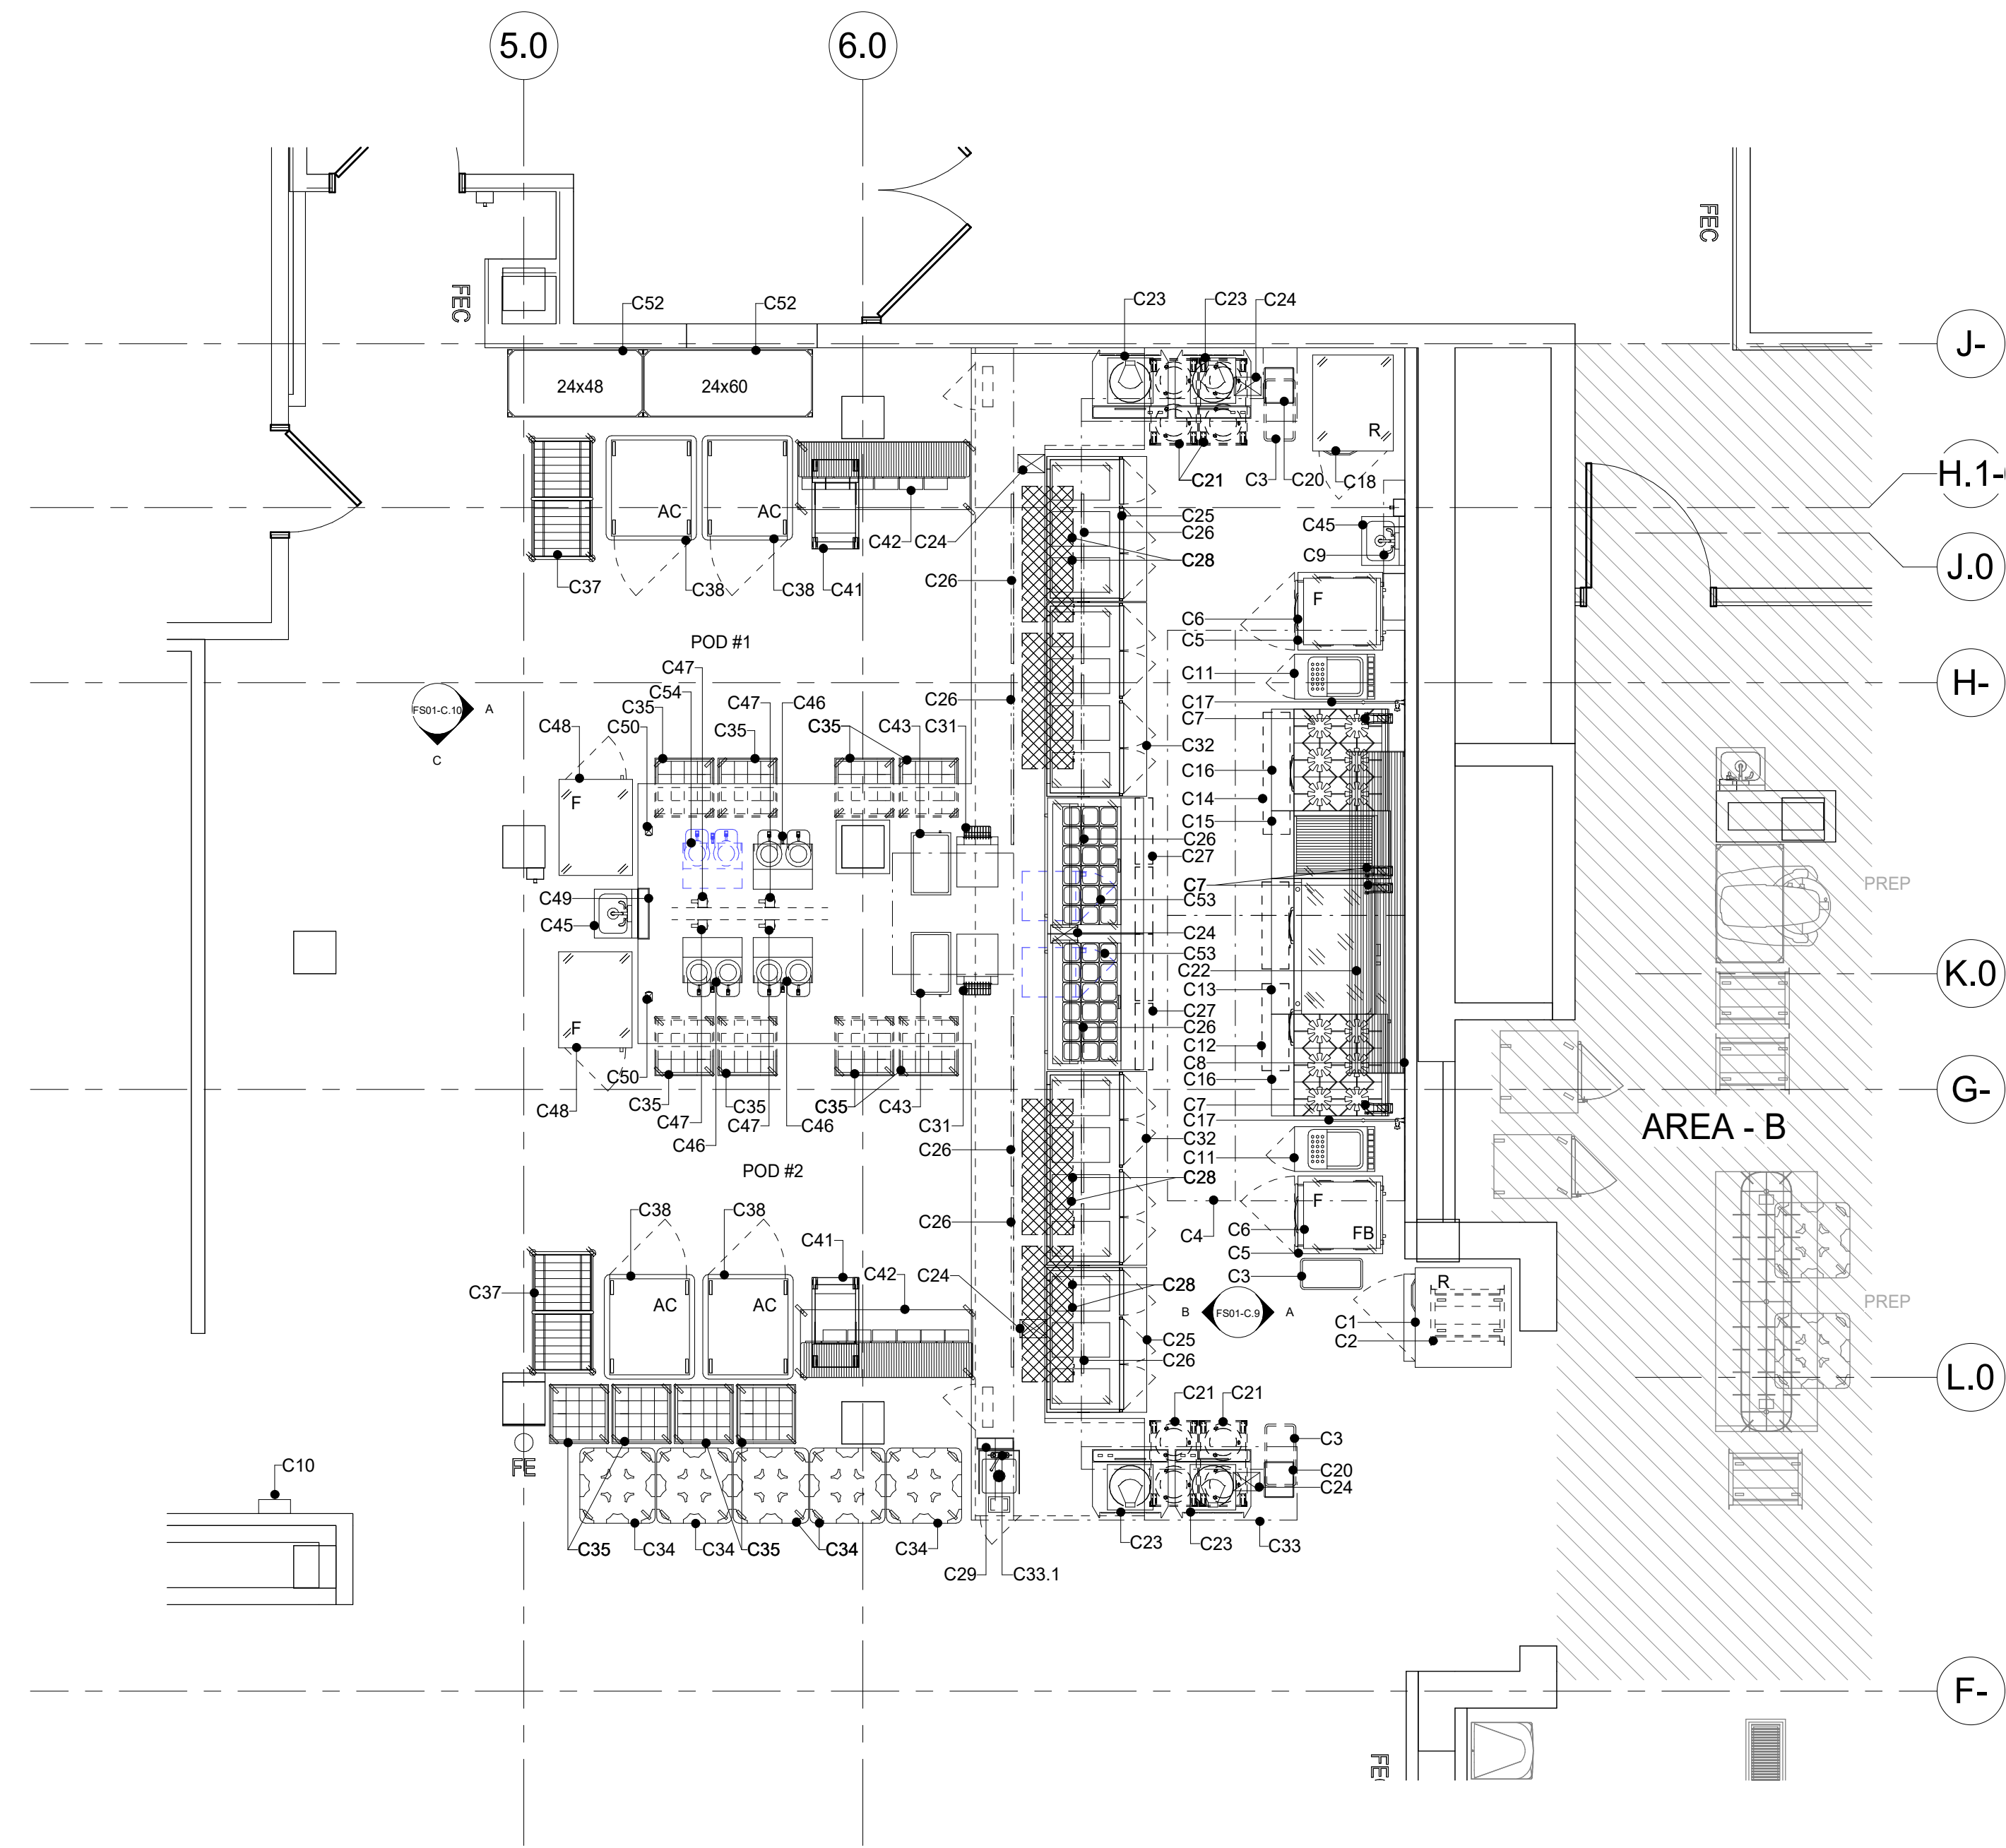 5.0 6.0
FEC
FEC
C52 C52 C23 C23 C24
J-
24x48 24x60
R
C21 C3 C20 C18
H.1-
AC AC
C25
C45
C42 C24 C26
C9
C28
J.0
C37 C38 C38 C41 C26
F
C6
POD #1
C5
C47
C11
H-
C54 C47 C46 C26
C35
FS01-C.10 A
C17
C48 C50 C35 C35 C43 C31 C7
C32
C
C16
F
C14
C15
C26
C27
C7
PREP
C49 C53
C45
C24
C53
K.0
C22
C13
C27
F
C26
C12
C8
C50 C16
G-
C48 C35 C35 C35 C43 C7
C47 C47 C46 C31 C17
AREA - B
C46 C26 C32
C11
POD #2
C28
F
C38 C38 C26 C6 FB
C4
C41 C5
C42 C24 C3
C37 C28
R
AC AC
PREP
B FS01-C.9 A
C1
C25 C2
C26
L.0
C21 C21
C3
FE
C10
C20
C24
C35 C34 C34 C35 C34 C34 C23 C23 C33
C29 C33.1
F-
FEC